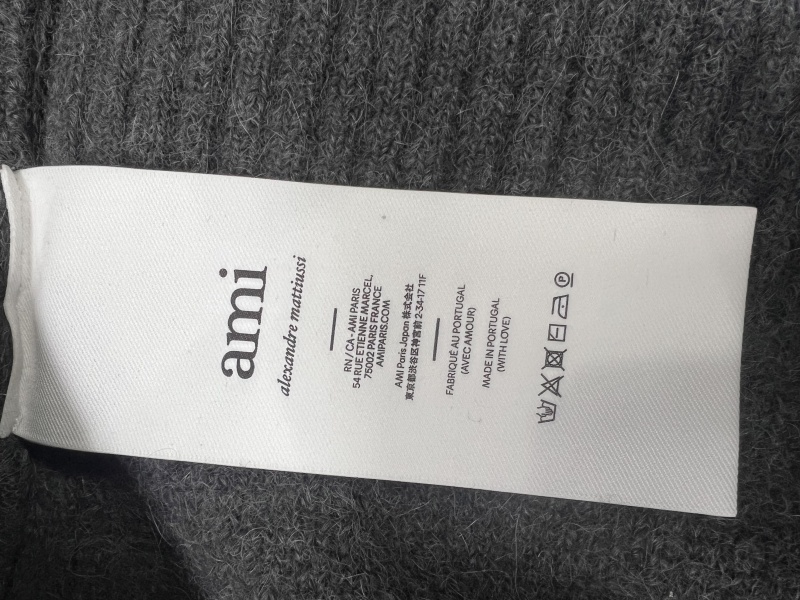 ami
alexandre mattiussi
RN / CA - AMI PARIS
54 RUE ETIENNE MARCEL,
75002 PARIS FRANCE
AMIPARIS.COM
AMI Paris Japan 株式会社
東京都渋谷区神宮前 2-34-17 11F
FABRIQUÉ AU PORTUGAL
(AVEC AMOUR)
MADE IN PORTUGAL
(WITH LOVE)